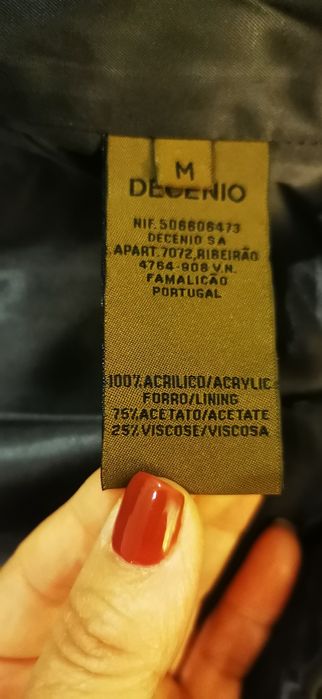 M
DECENIO
NIF.506606473
DECENIO SA
APART.7072,RIBEIRÃO
4764-908 V.N.
FAMALICÃO
PORTUGAL
100%ACRILICO/ACRYLIC
FORRO/LINING
75%ACETATO/ACETATE
25%VISCOSE/VISCOSA